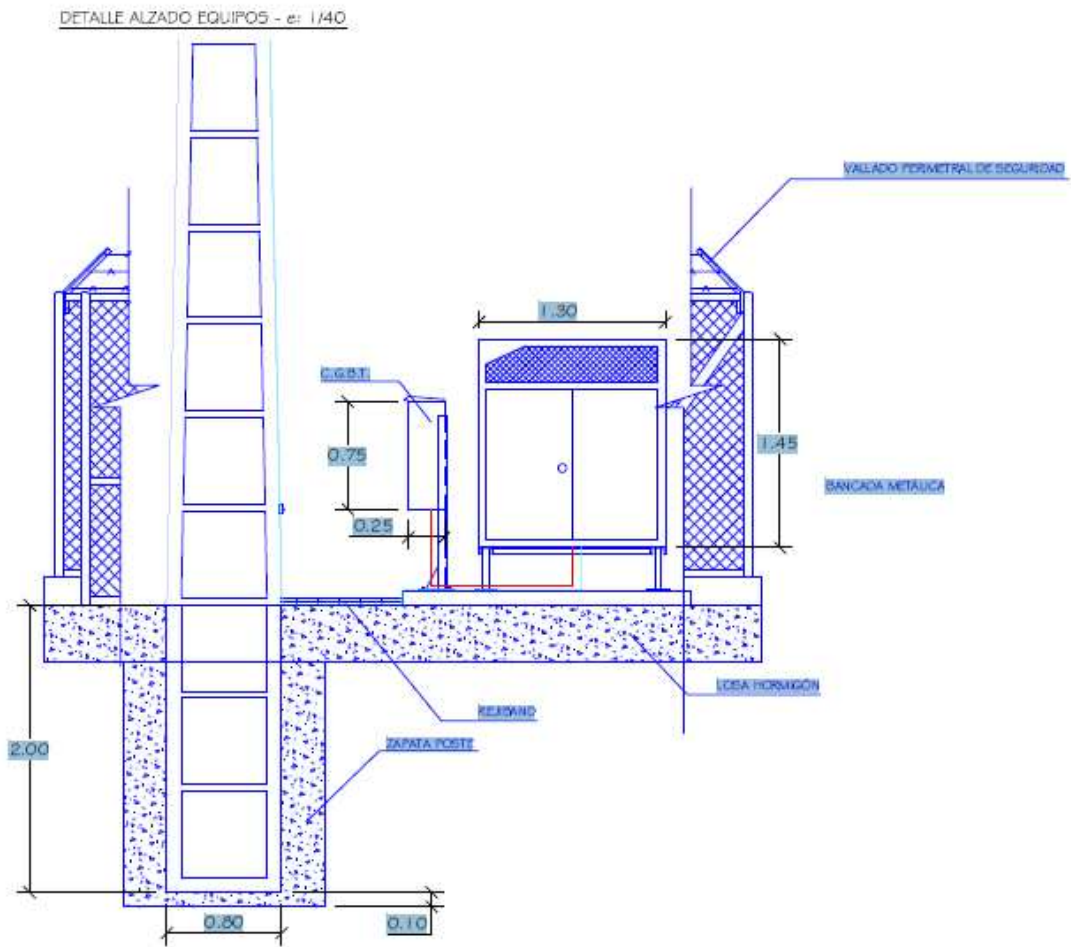 DETALLE ALZADO EQUIPOS - e: 1/40
VALLADO PERIMETRAL DE SEGURIDAD
1.30
C.G.B.T.
0.75
1.45
BANCADA METÁLICA
0.25
LOSA HORMIGÓN
REJIBAND
ZAPATA POSTE
2.00
0.80
0.10